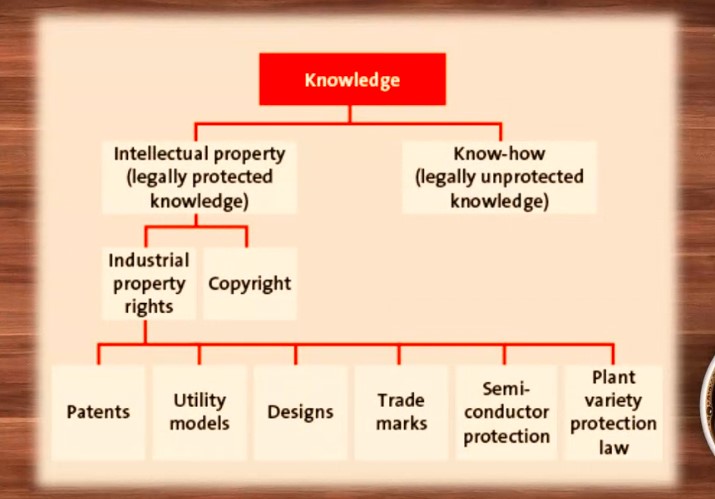 Knowledge
Intellectual property
(legally protected
knowledge)
Know-how
(legally unprotected
knowledge)
Industrial
property
rights
Copyright
Patents
Utility
models
Designs
Trade
marks
Semi-
conductor
protection
Plant
variety
protection
law